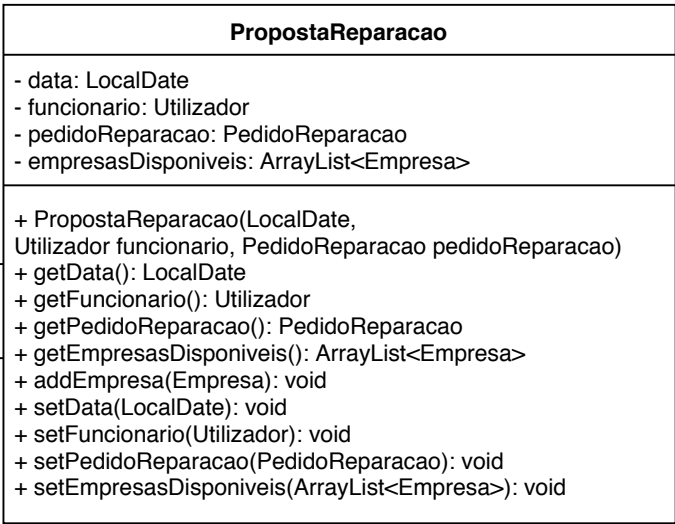 PropostaReparacao
- data: LocalDate
- funcionario: Utilizador
- pedidoReparacao: PedidoReparacao
- empresasDisponiveis: ArrayList<Empresa>
+ PropostaReparacao(LocalDate,
Utilizador funcionario, PedidoReparacao pedidoReparacao)
+ getData(): LocalDate
+ getFuncionario(): Utilizador
+ getPedidoReparacao(): PedidoReparacao
+ getEmpresasDisponiveis(): ArrayList<Empresa>
+ addEmpresa(Empresa): void
+ setData(LocalDate): void
+ setFuncionario(Utilizador): void
+ setPedidoReparacao(PedidoReparacao): void
+ setEmpresasDisponiveis(ArrayList<Empresa>): void